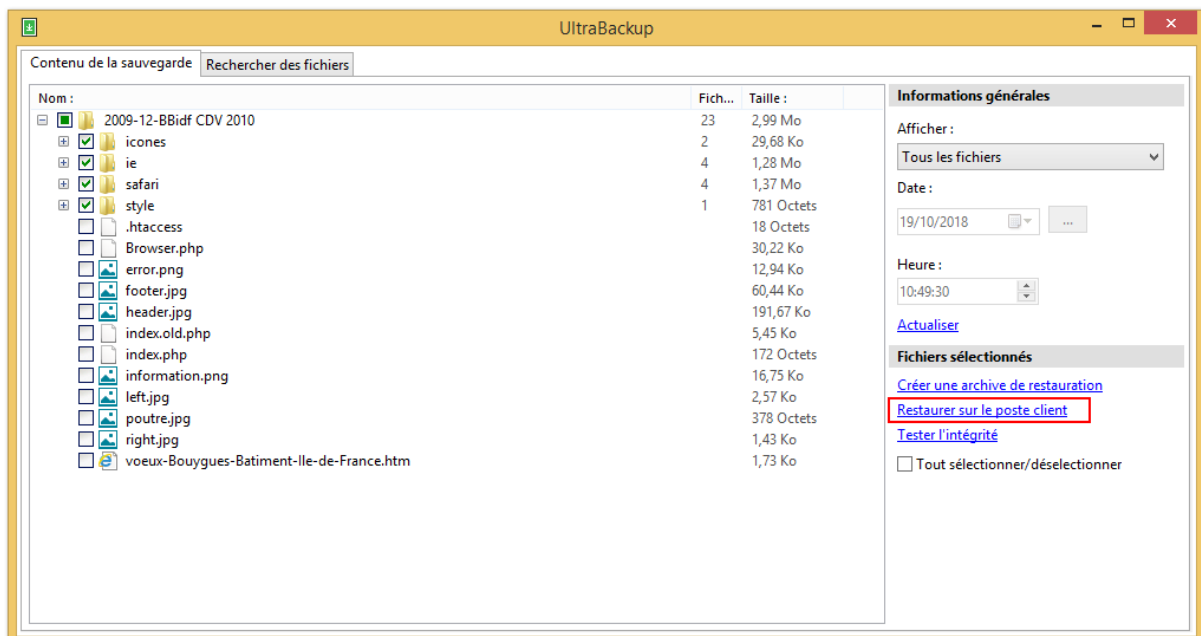 UltraBackup
Contenu de la sauvegarde Rechercher des fichiers
Nom : Fich... Taille :
2009-12-BBidf CDV 2010 23 2,99 Mo
icones 2 29,68 Ko
ie 4 1,28 Mo
safari 4 1,37 Mo
style 1 781 Octets
.htaccess 18 Octets
Browser.php 30,22 Ko
error.png 12,94 Ko
footer.jpg 60,44 Ko
header.jpg 191,67 Ko
index.old.php 5,45 Ko
index.php 172 Octets
information.png 16,75 Ko
left.jpg 2,57 Ko
poutre.jpg 378 Octets
right.jpg 1,43 Ko
voeux-Bouygues-Batiment-Ile-de-France.htm 1,73 Ko
Informations générales
Afficher :
Tous les fichiers
Date :
19/10/2018 ...
Heure :
10:49:30
Actualiser
Fichiers sélectionnés
Créer une archive de restauration
Restaurer sur le poste client
Tester l'intégrité
Tout sélectionner/déselectionner